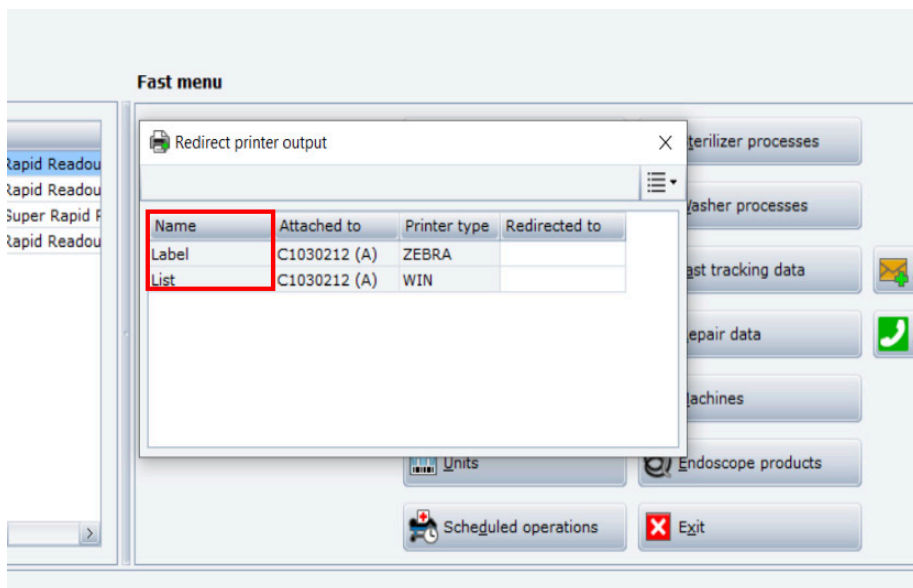 Fast menu
Redirect printer output
Name Attached to Printer type Redirected to
Label C1030212 (A) ZEBRA
List C1030212 (A) WIN
Rapid Readou
Rapid Readou
Super Rapid
Rapid Readou
terilizer processes
asher processes
ast tracking data
epair data
achines
Units
Endoscope products
Scheduled operations
Exit